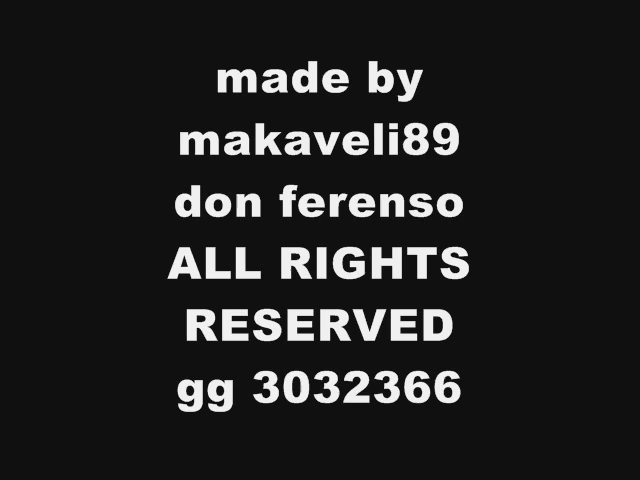 made by
makaveli89
don ferenso
ALL RIGHTS
RESERVED
gg 3032366